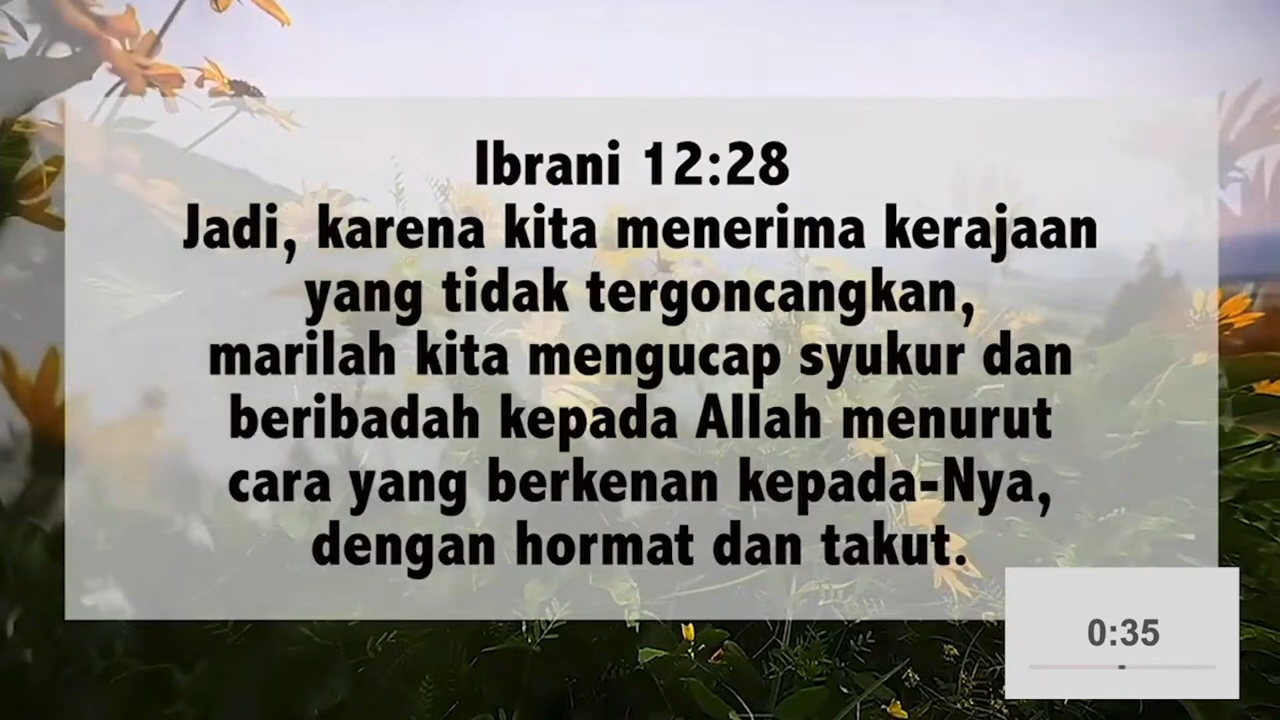 Ibrani 12:28
Jadi, karena kita menerima kerajaan
yang tidak tergoncangkan,
marilah kita mengucap syukur dan
beribadah kepada Allah menurut
cara yang berkenan kepada-Nya,
dengan hormat dan takut.
0:35